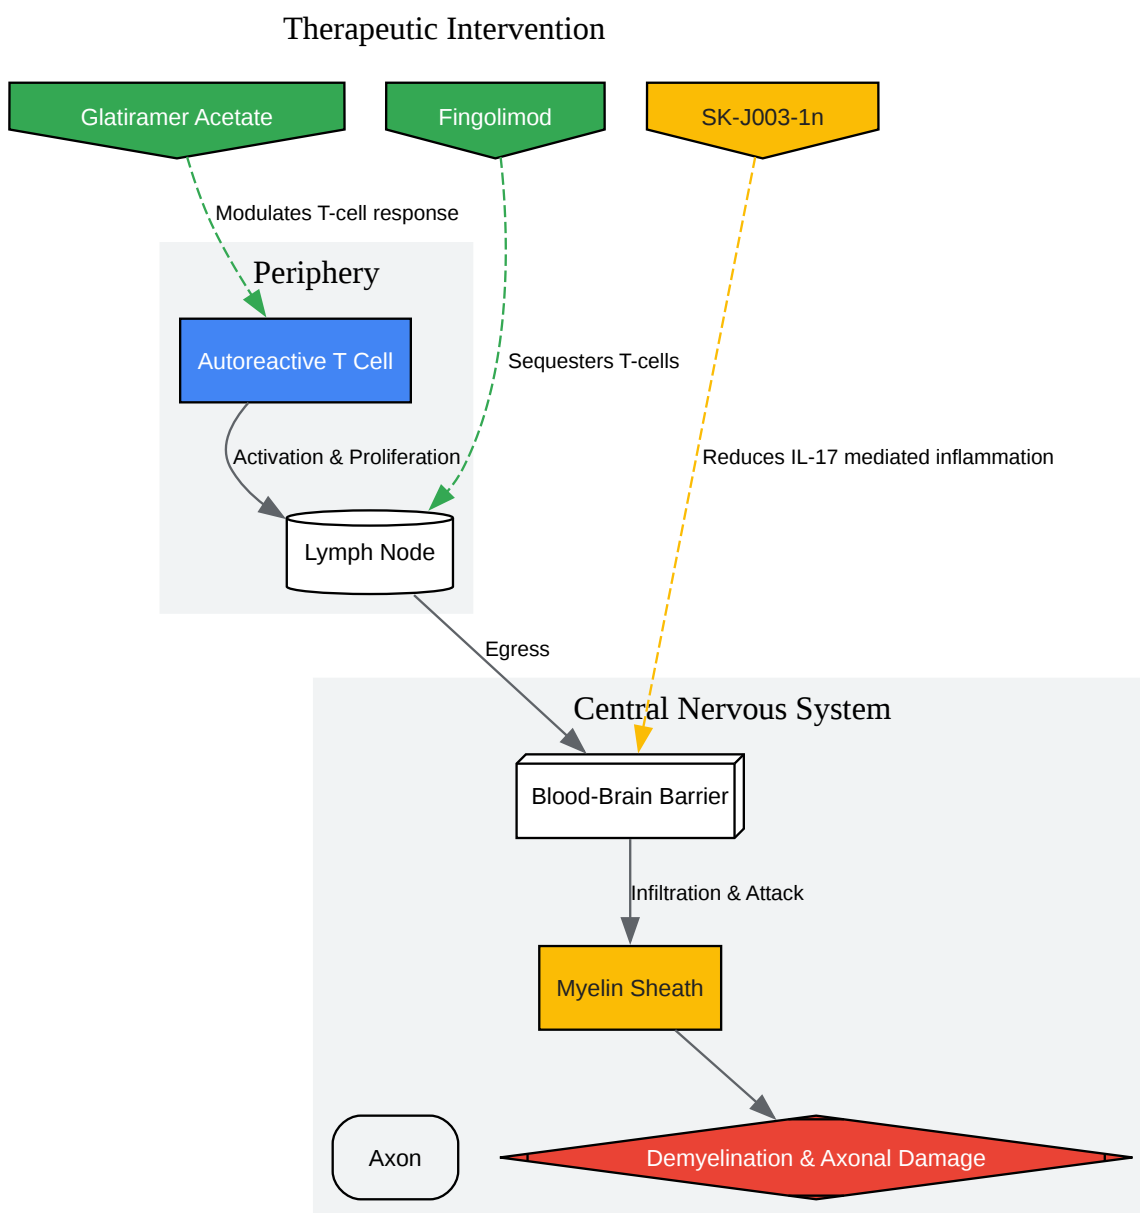 Therapeutic Intervention
Glatiramer Acetate
Fingolimod
SK-J003-1n
Modulates T-cell response
Periphery
Autoreactive T Cell
Sequesters T-cells
Activation & Proliferation
Reduces IL-17 mediated inflammation
Lymph Node
Egress
Central Nervous System
Blood-Brain Barrier
Infiltration & Attack
Myelin Sheath
Axon
Demyelination & Axonal Damage